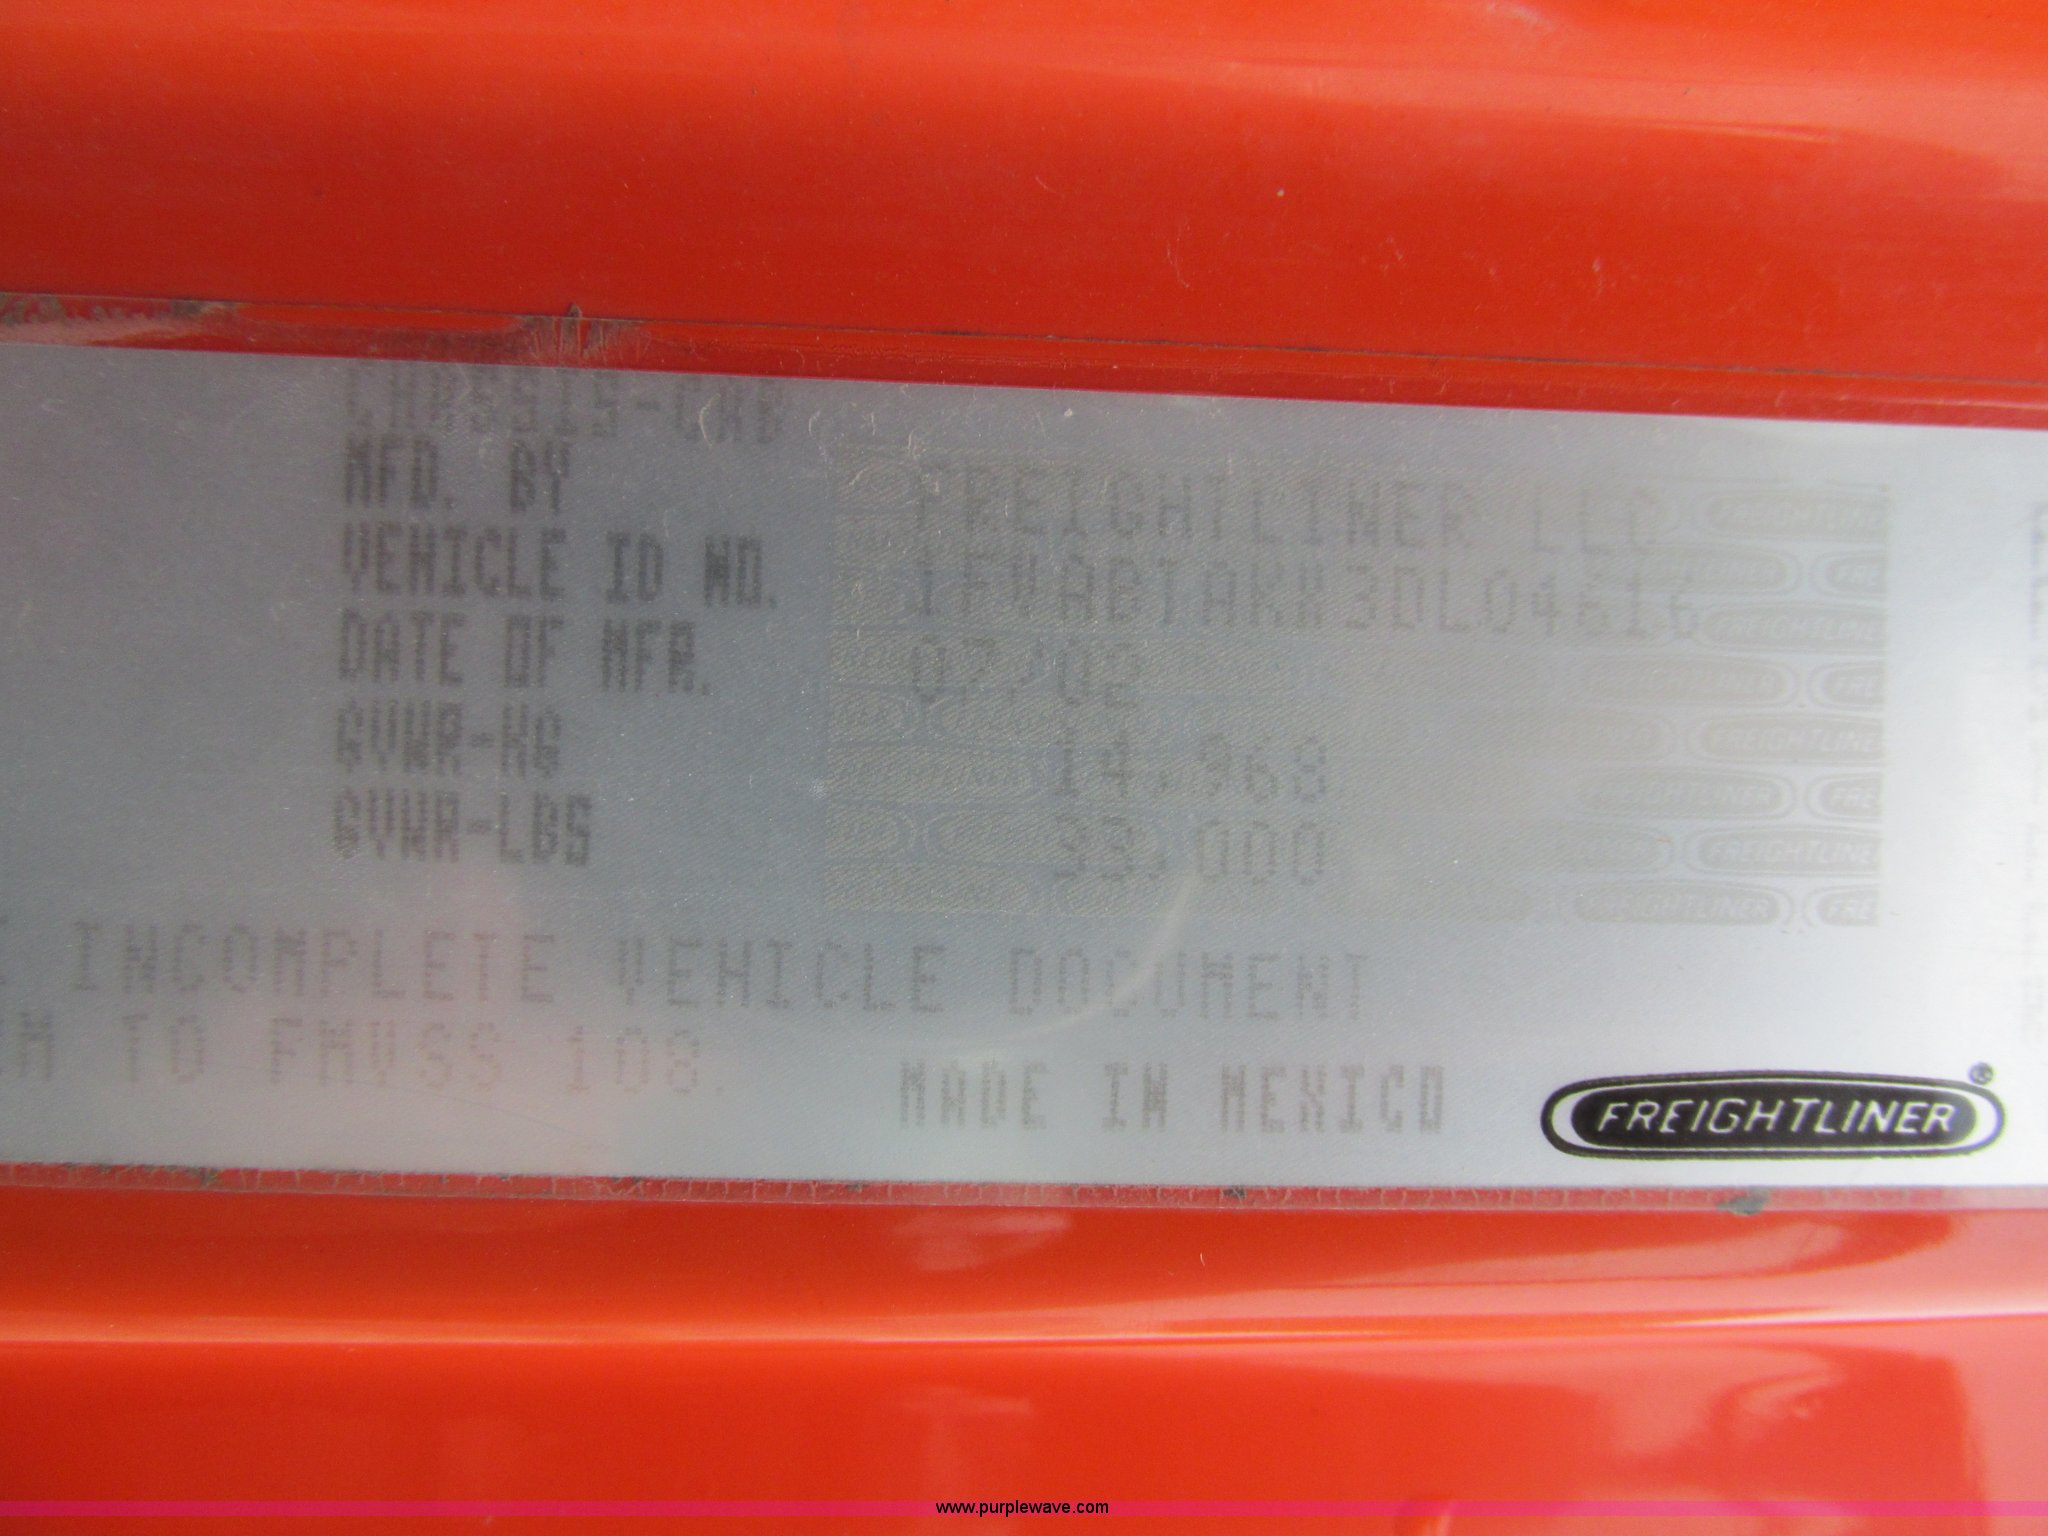 CHASSIS-CAB
MFD. BY FREIGHTLINER LLC
VEHICLE ID NO. 1FVABTAKX3DL04616
DATE OF MFR. 07/02
GVWR-KG 14,968
GVWR-LBS 33,000
INCOMPLETE VEHICLE DOCUMENT
TO FMVSS 108.
MADE IN MEXICO
FREIGHTLINER®
www.purplewave.com